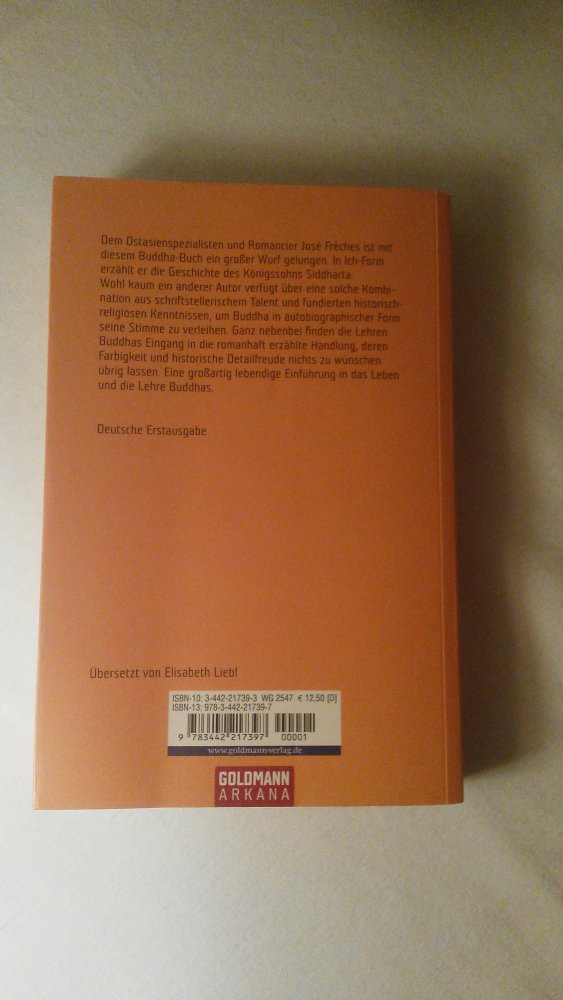 Dem Ostasienspezialisten und Romancier José Frèches ist mit
diesem Buddha-Buch ein großer Wurf gelungen. In Ich-Form
erzählt er die Geschichte des Königssohns Siddharta.
Wohl kaum ein anderer Autor verfügt über eine solche Kombi-
nation aus schriftstellerischem Talent und fundierten historisch-
religiösen Kenntnissen, um Buddha in autobiographischer Form
seine Stimme zu verleihen. Ganz nebenbei finden die Lehren
Buddhas Eingang in die romanhaft erzählte Handlung, deren
Farbigkeit und historische Detailfreude nichts zu wünschen
übrig lassen. Eine großartig lebendige Einführung in das Leben
und die Lehre Buddhas.
Deutsche Erstausgabe
Übersetzt von Elisabeth Liebl
ISBN-10: 3-442-21739-3 WG 2547 € 12.50 [D]
ISBN-13: 978-3-442-21739-7
9 783442 217397 00001
www.goldmann-verlag.de
GOLDMANN
ARKANA